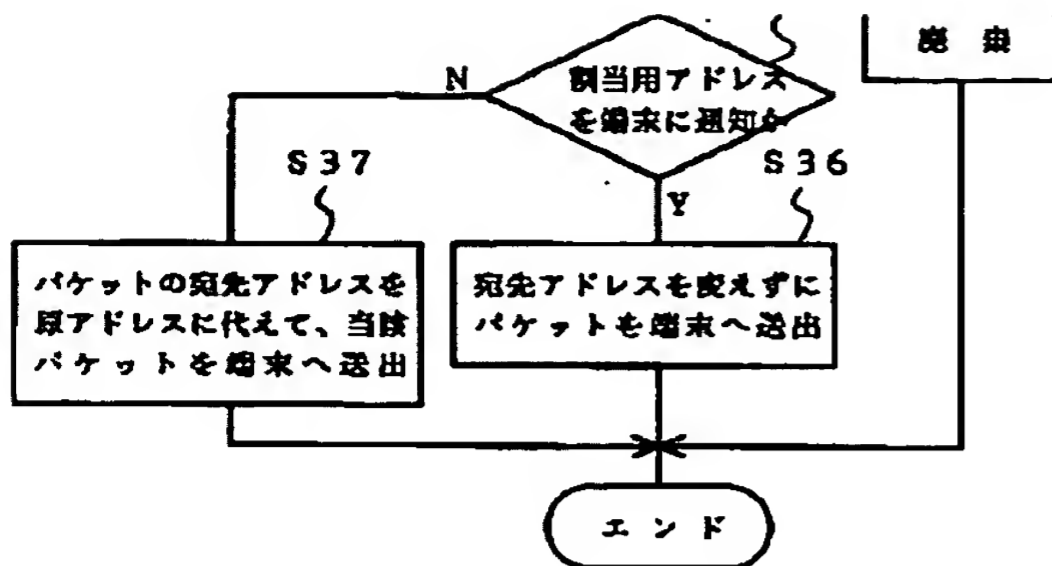 廃棄
N
割当用アドレス
を端末に通知か
S37
S36
Y
パケットの宛先アドレスを
原アドレスに代えて、当該
パケットを端末へ送出
宛先アドレスを変えずに
パケットを端末へ送出
エンド